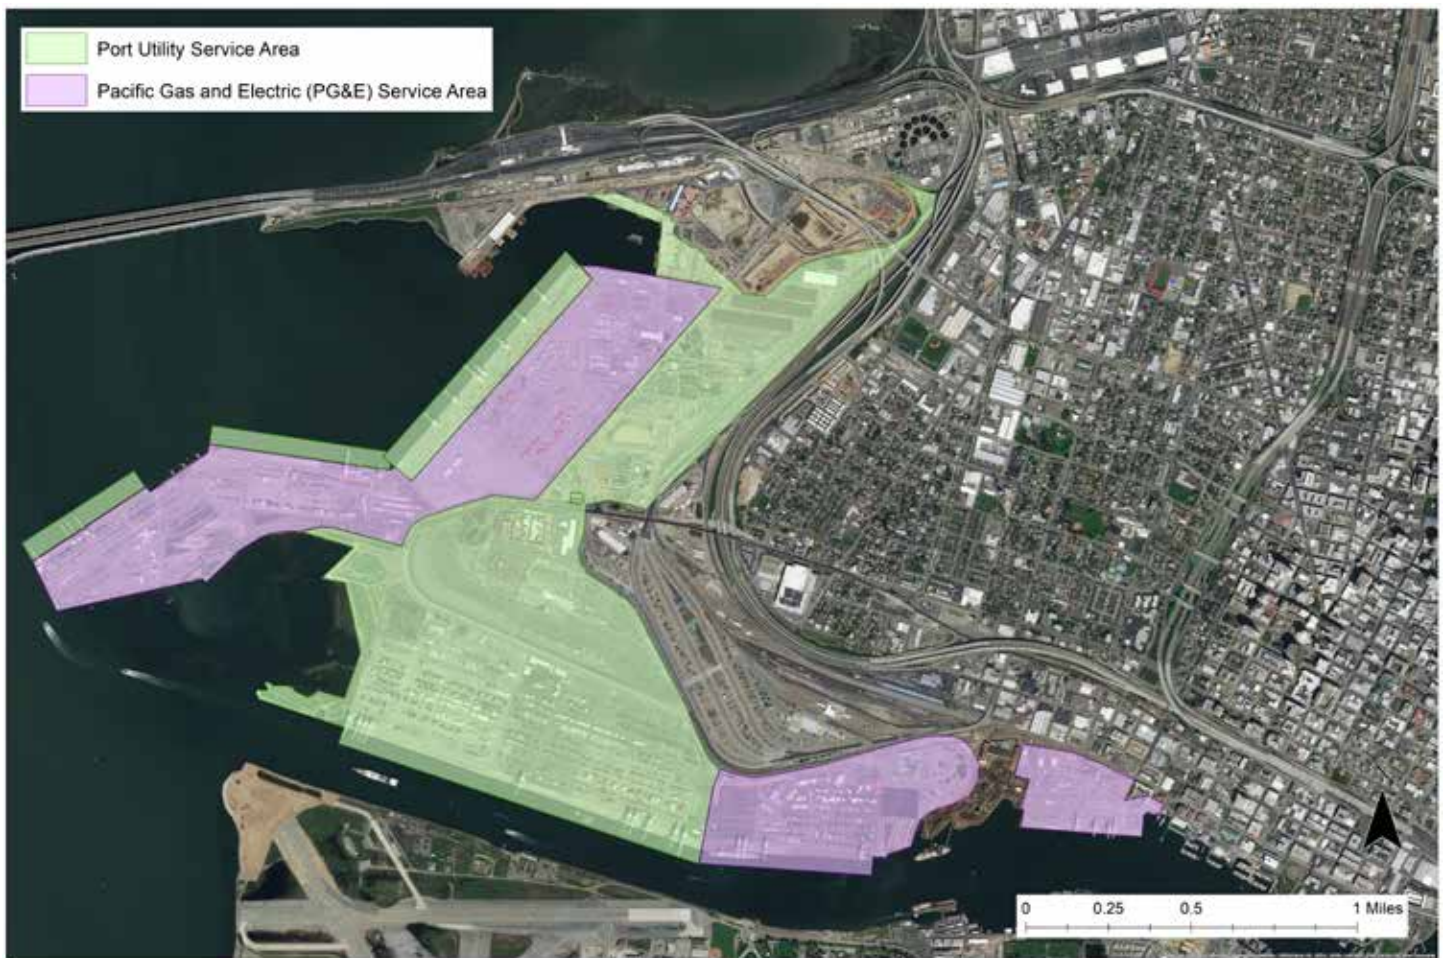 Port Utility Service Area
Pacific Gas and Electric (PG&E) Service Area
0 0.25 0.5 1 Miles